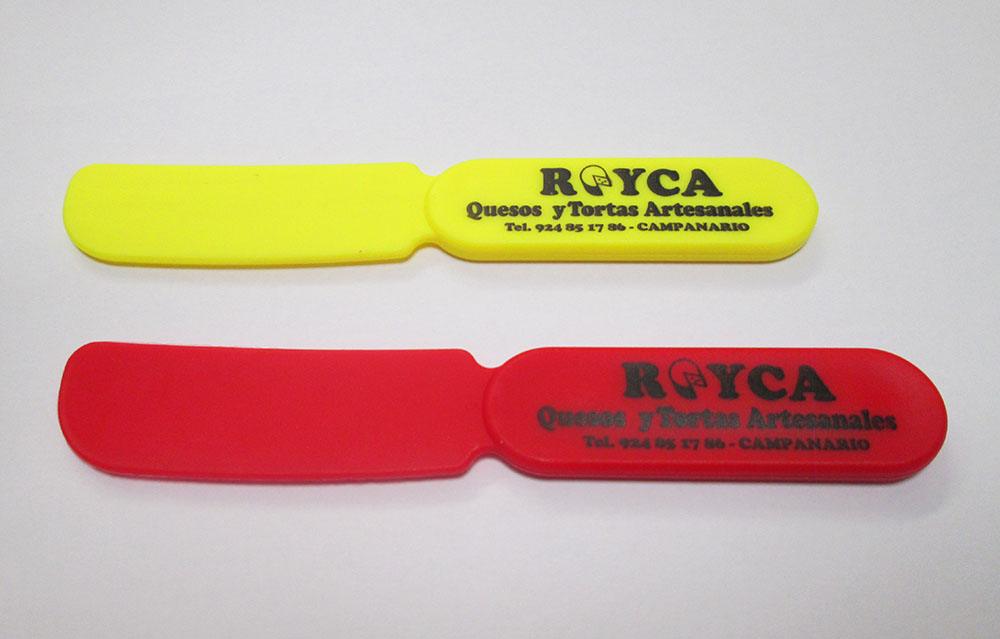 ROYCA
Quesos y Tortas Artesanales
Tel. 924 85 17 86 - CAMPANARIO
ROYCA
Quesos y Tortas Artesanales
Tel. 924 85 17 86 - CAMPANARIO